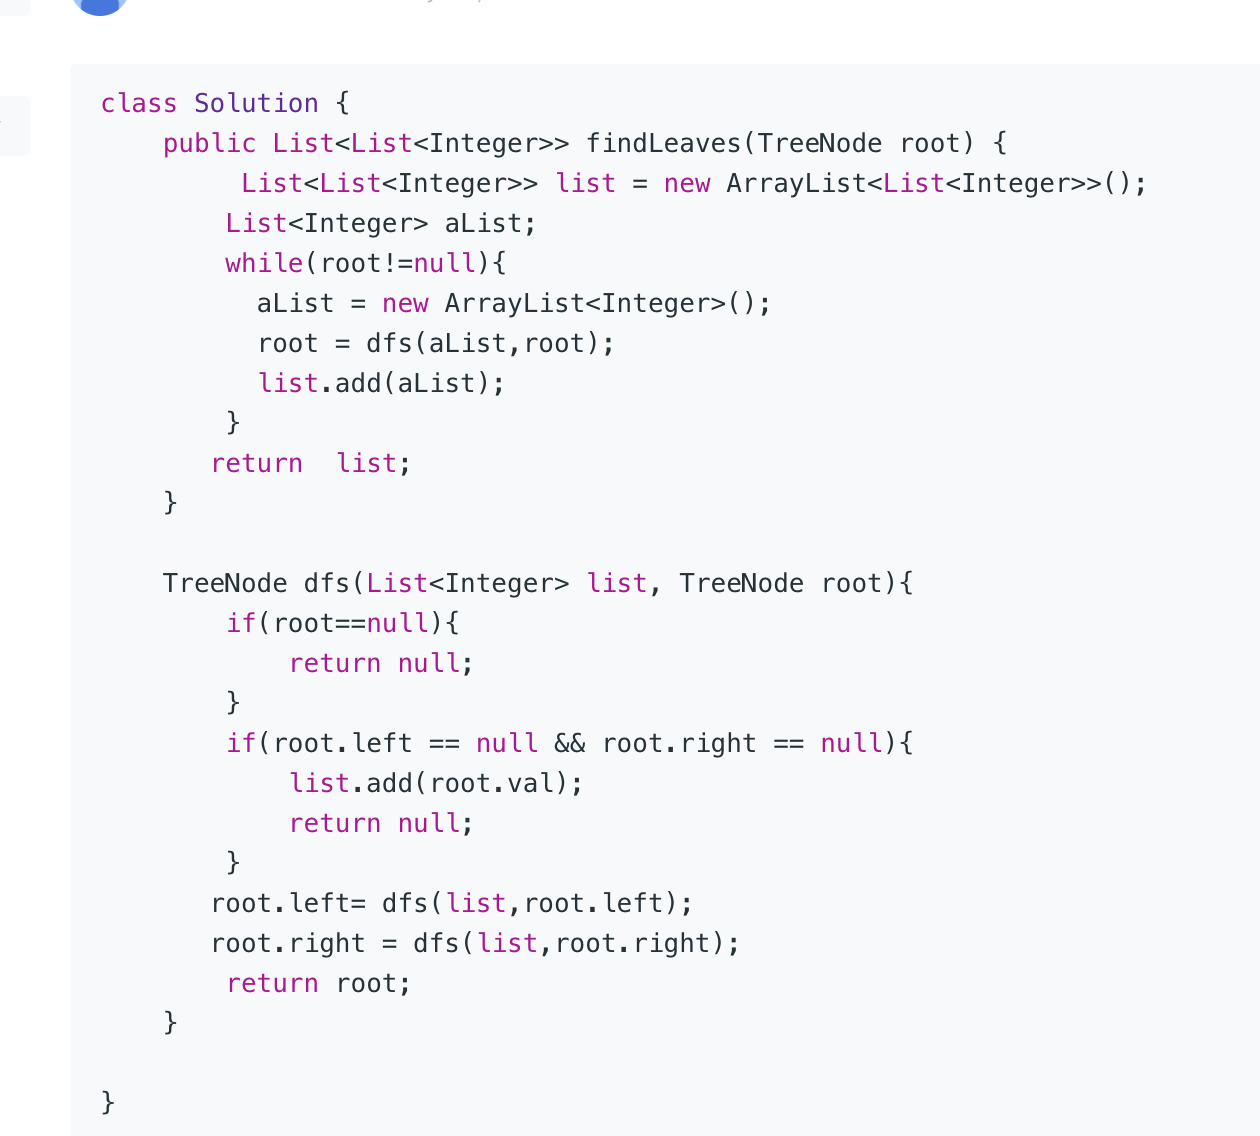 class Solution {
    public List<List<Integer>> findLeaves(TreeNode root) {
         List<List<Integer>> list = new ArrayList<List<Integer>>();
        List<Integer> aList;
        while(root!=null){
          aList = new ArrayList<Integer>();
          root = dfs(aList,root);
          list.add(aList);
        }
       return  list;
    }

    TreeNode dfs(List<Integer> list, TreeNode root){
        if(root==null){
            return null;
        }
        if(root.left == null && root.right == null){
            list.add(root.val);
            return null;
        }
       root.left= dfs(list,root.left);
       root.right = dfs(list,root.right);
        return root;
    }

}